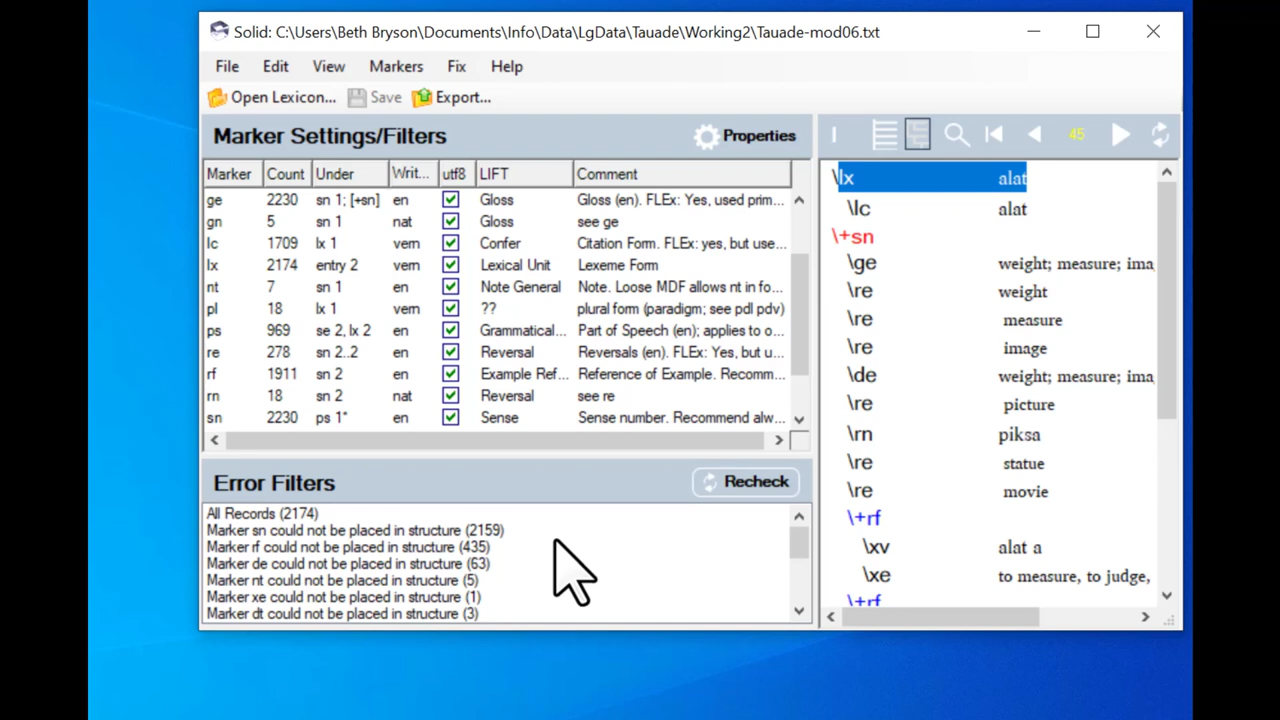 Solid: C:\Users\Beth Bryson\Documents\Info\Data\LgData\Tauade\Working2\Tauade-mod06.txt
File Edit View Markers Fix Help
Open Lexicon... Save Export...
Marker Settings/Filters Properties
Marker Count Under Writ... utf8 LIFT Comment
ge 2230 sn 1; [+sn] en Gloss Gloss (en). FLEx: Yes, used prim...
gn 5 sn 1 nat Gloss see ge
lc 1709 lx 1 vern Confer Citation Form. FLEx: yes, but use...
lx 2174 entry 2 vern Lexical Unit Lexeme Form
nt 7 sn 1 en Note General Note. Loose MDF allows nt in fo...
pl 18 lx 1 vern ?? plural form (paradigm; see pdl pdv)
ps 969 se 2, lx 2 en Grammatical... Part of Speech (en); applies to o...
re 278 sn 2..2 en Reversal Reversals (en). FLEx: Yes, but u...
rf 1911 sn 2 en Example Ref... Reference of Example. Recomm...
rn 18 sn 2 nat Reversal see re
sn 2230 ps 1* en Sense Sense number. Recommend alw...
Error Filters Recheck
All Records (2174)
Marker sn could not be placed in structure (2159)
Marker rf could not be placed in structure (435)
Marker de could not be placed in structure (63)
Marker nt could not be placed in structure (5)
Marker xe could not be placed in structure (1)
Marker dt could not be placed in structure (3)
45
\lx alat
\lc alat
\+sn
\ge weight; measure; ima
\re weight
\re measure
\re image
\de weight; measure; ima
\re picture
\rn piksa
\re statue
\re movie
\+rf
\xv alat a
\xe to measure, to judge,
\+rf